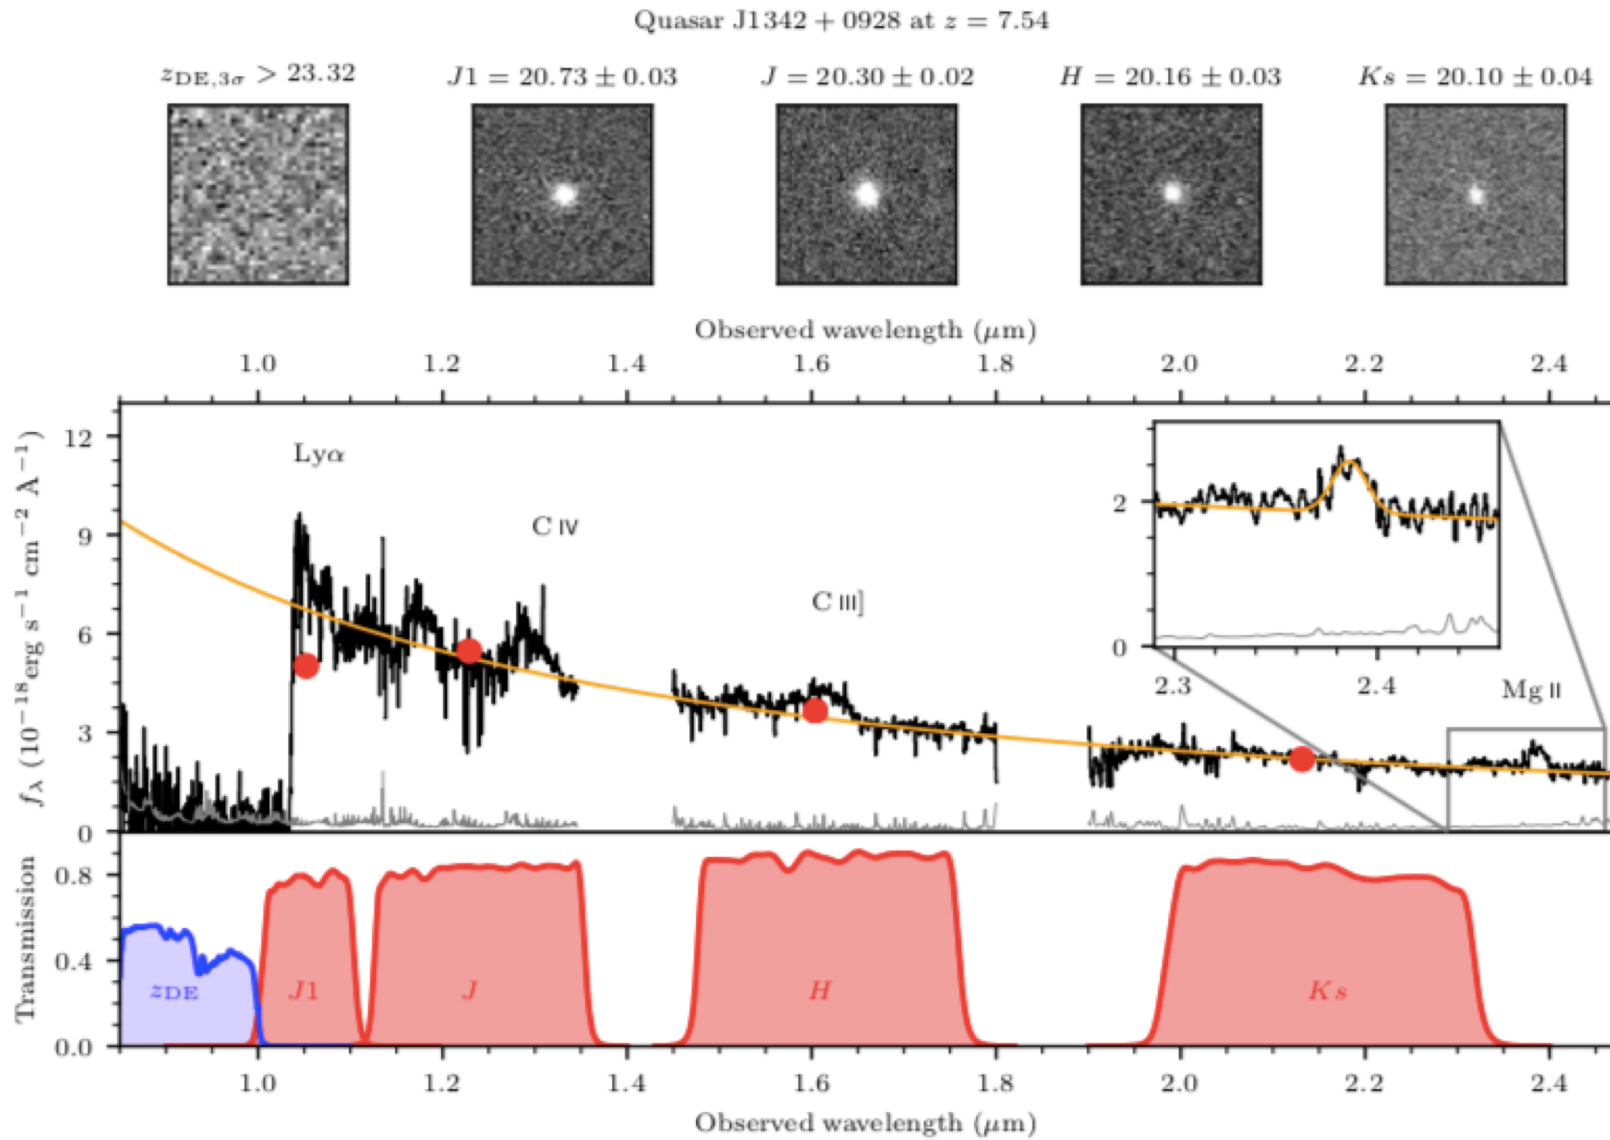 Quasar J1342 + 0928 at z = 7.54
z_DE,3σ > 23.32
J1 = 20.73 ± 0.03
J = 20.30 ± 0.02
H = 20.16 ± 0.03
Ks = 20.10 ± 0.04
Observed wavelength (μm)
1.0 1.2 1.4 1.6 1.8 2.0 2.2 2.4
f_λ (10^−18 erg s^−1 cm^−2 Å^−1)
12
9
6
3
0
Lyα
C IV
C III]
2
0
2.3 2.4
Mg II
Transmission
0.8
0.4
0.0
z_DE
J1
J
H
Ks
1.0 1.2 1.4 1.6 1.8 2.0 2.2 2.4
Observed wavelength (μm)